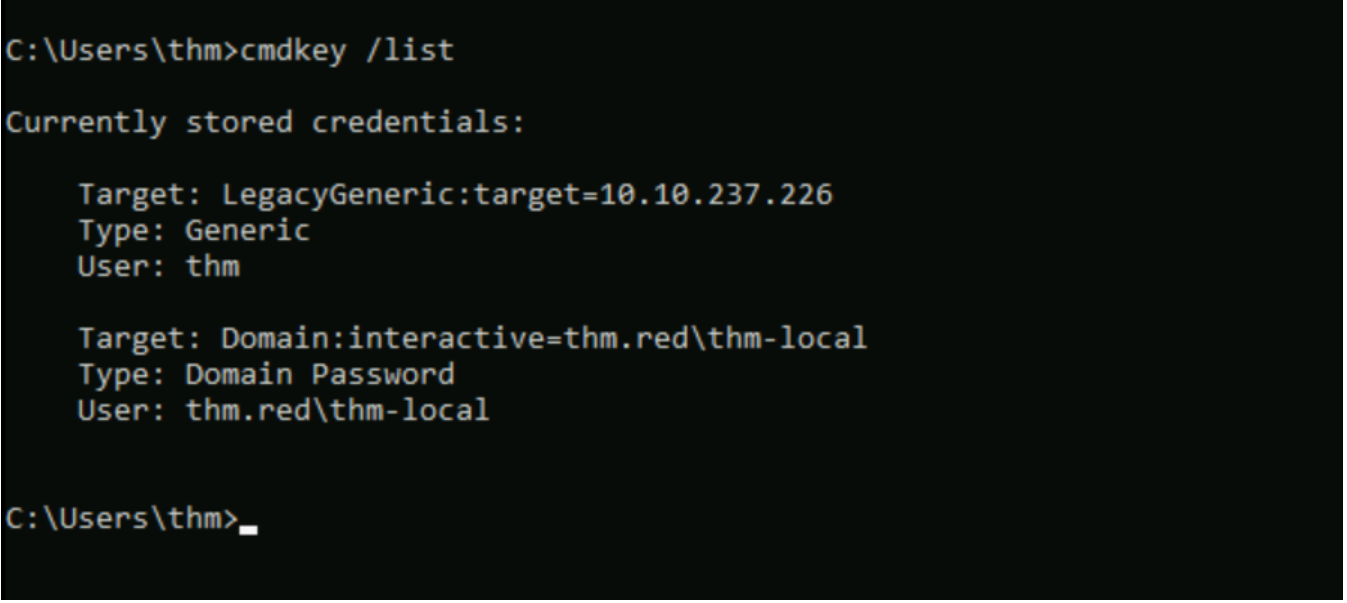 C:\Users\thm>cmdkey /list
Currently stored credentials:
Target: LegacyGeneric:target=10.10.237.226
Type: Generic
User: thm
Target: Domain:interactive=thm.red\thm-local
Type: Domain Password
User: thm.red\thm-local
C:\Users\thm>